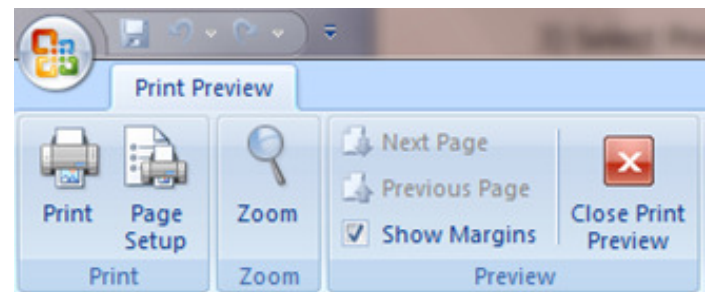 Print Preview
Print
Page
Setup
Zoom
Next Page
Previous Page
Show Margins
Close Print
Preview
Print
Zoom
Preview